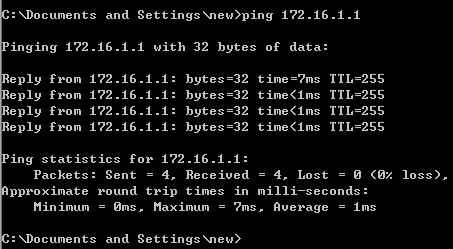 C:\Documents and Settings\new>ping 172.16.1.1
Pinging 172.16.1.1 with 32 bytes of data:
Reply from 172.16.1.1: bytes=32 time=7ms TTL=255
Reply from 172.16.1.1: bytes=32 time<1ms TTL=255
Reply from 172.16.1.1: bytes=32 time<1ms TTL=255
Reply from 172.16.1.1: bytes=32 time<1ms TTL=255
Ping statistics for 172.16.1.1:
    Packets: Sent = 4, Received = 4, Lost = 0 (0% loss),
Approximate round trip times in milli-seconds:
    Minimum = 0ms, Maximum = 7ms, Average = 1ms
C:\Documents and Settings\new>